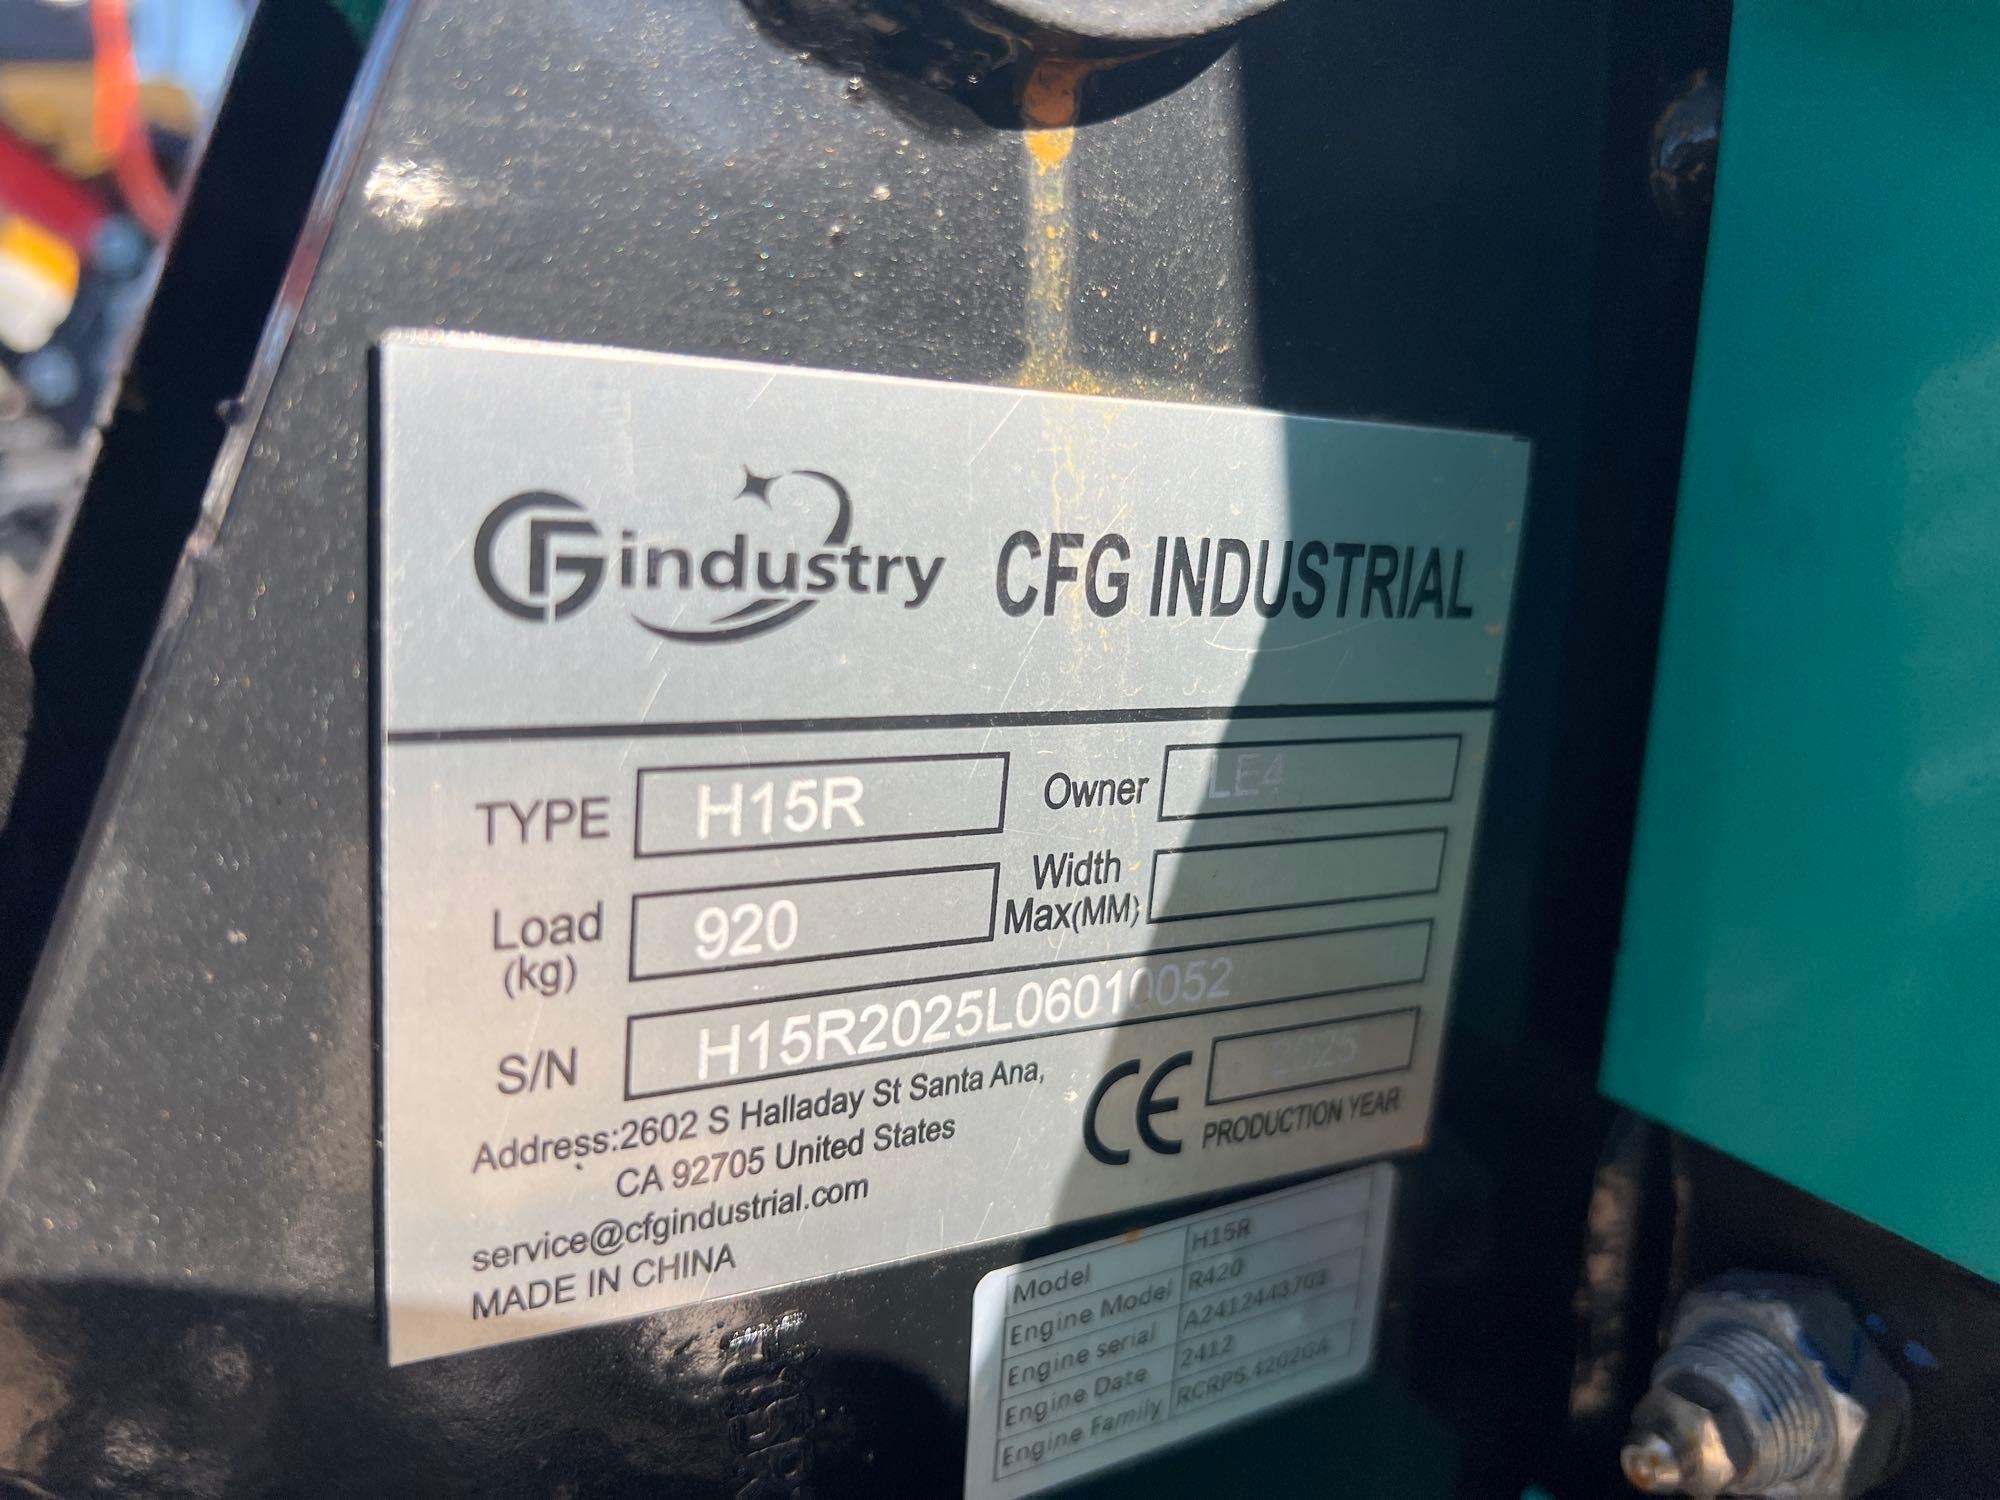 CFG industry CFG INDUSTRIAL
TYPE H15R Owner LE4
Load (kg) 920 Width Max(MM)
S/N H15R2025L06010052
Address:2602 S Halladay St Santa Ana,
CA 92705 United States
service@cfgindustrial.com
MADE IN CHINA
CE 2025
PRODUCTION YEAR
Model H15R
Engine Model R420
Engine serial A2412443703
Engine Date 2412
Engine Family RCRPS.4202GA